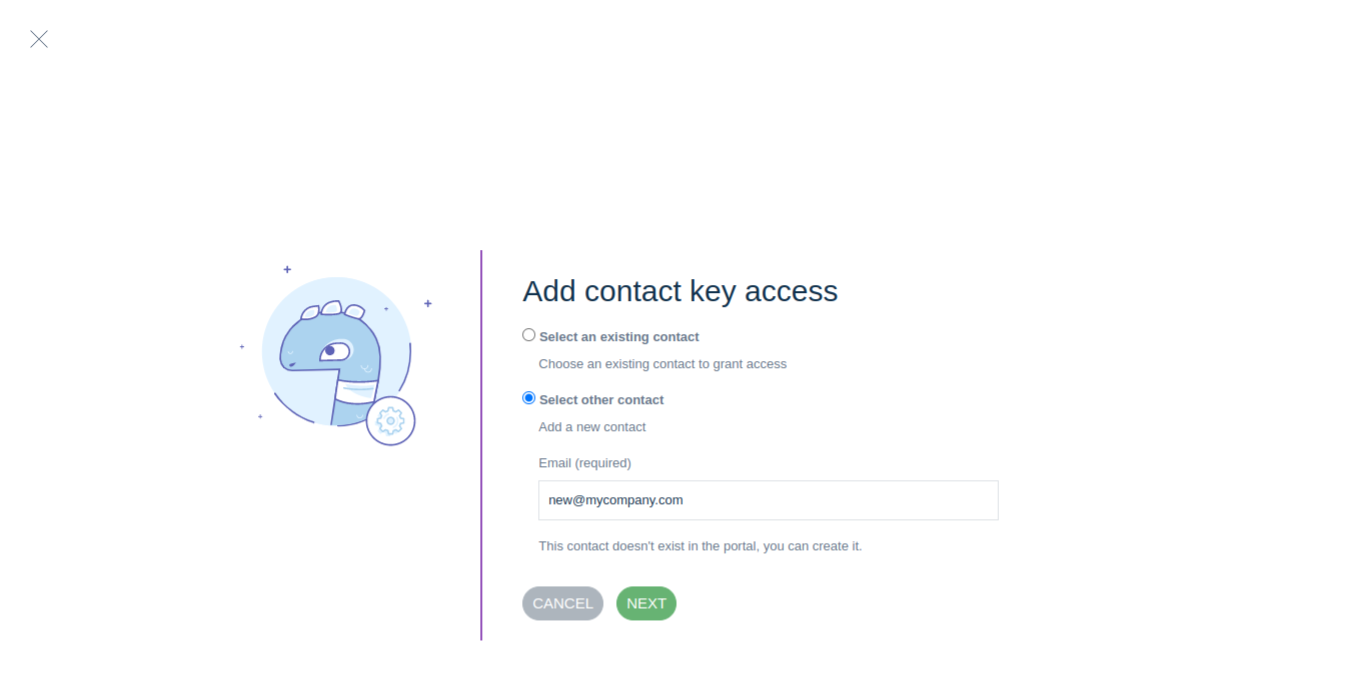 Add contact key access
Select an existing contact
Choose an existing contact to grant access
Select other contact
Add a new contact
Email (required)
new@mycompany.com
This contact doesn't exist in the portal, you can create it.
CANCEL NEXT